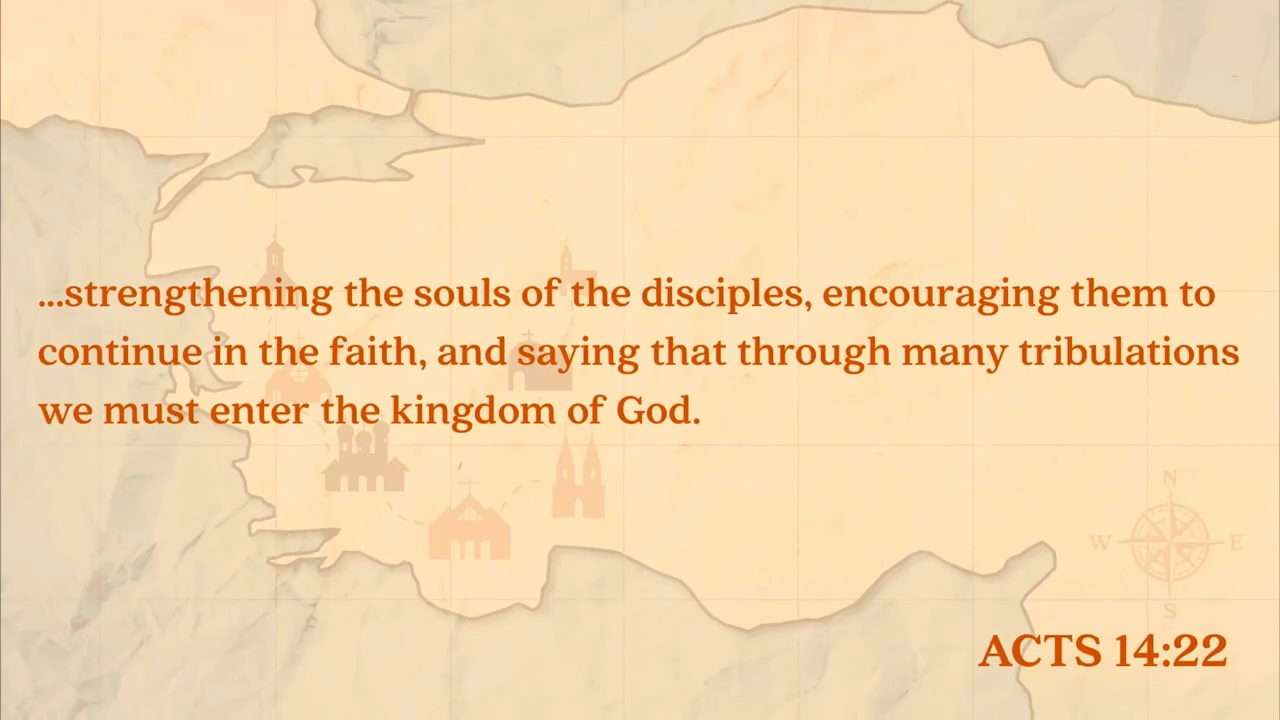 ...strengthening the souls of the disciples, encouraging them to
continue in the faith, and saying that through many tribulations
we must enter the kingdom of God.
N
W E
S
ACTS 14:22